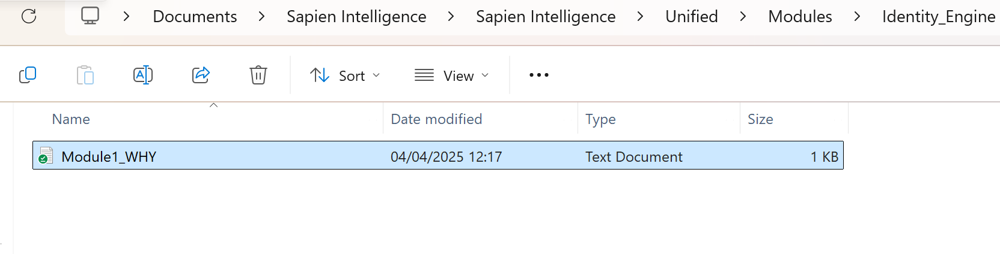 Documents > Sapien Intelligence > Sapien Intelligence > Unified > Modules > Identity_Engine
Sort View ...
Name Date modified Type Size
Module1_WHY 04/04/2025 12:17 Text Document 1 KB